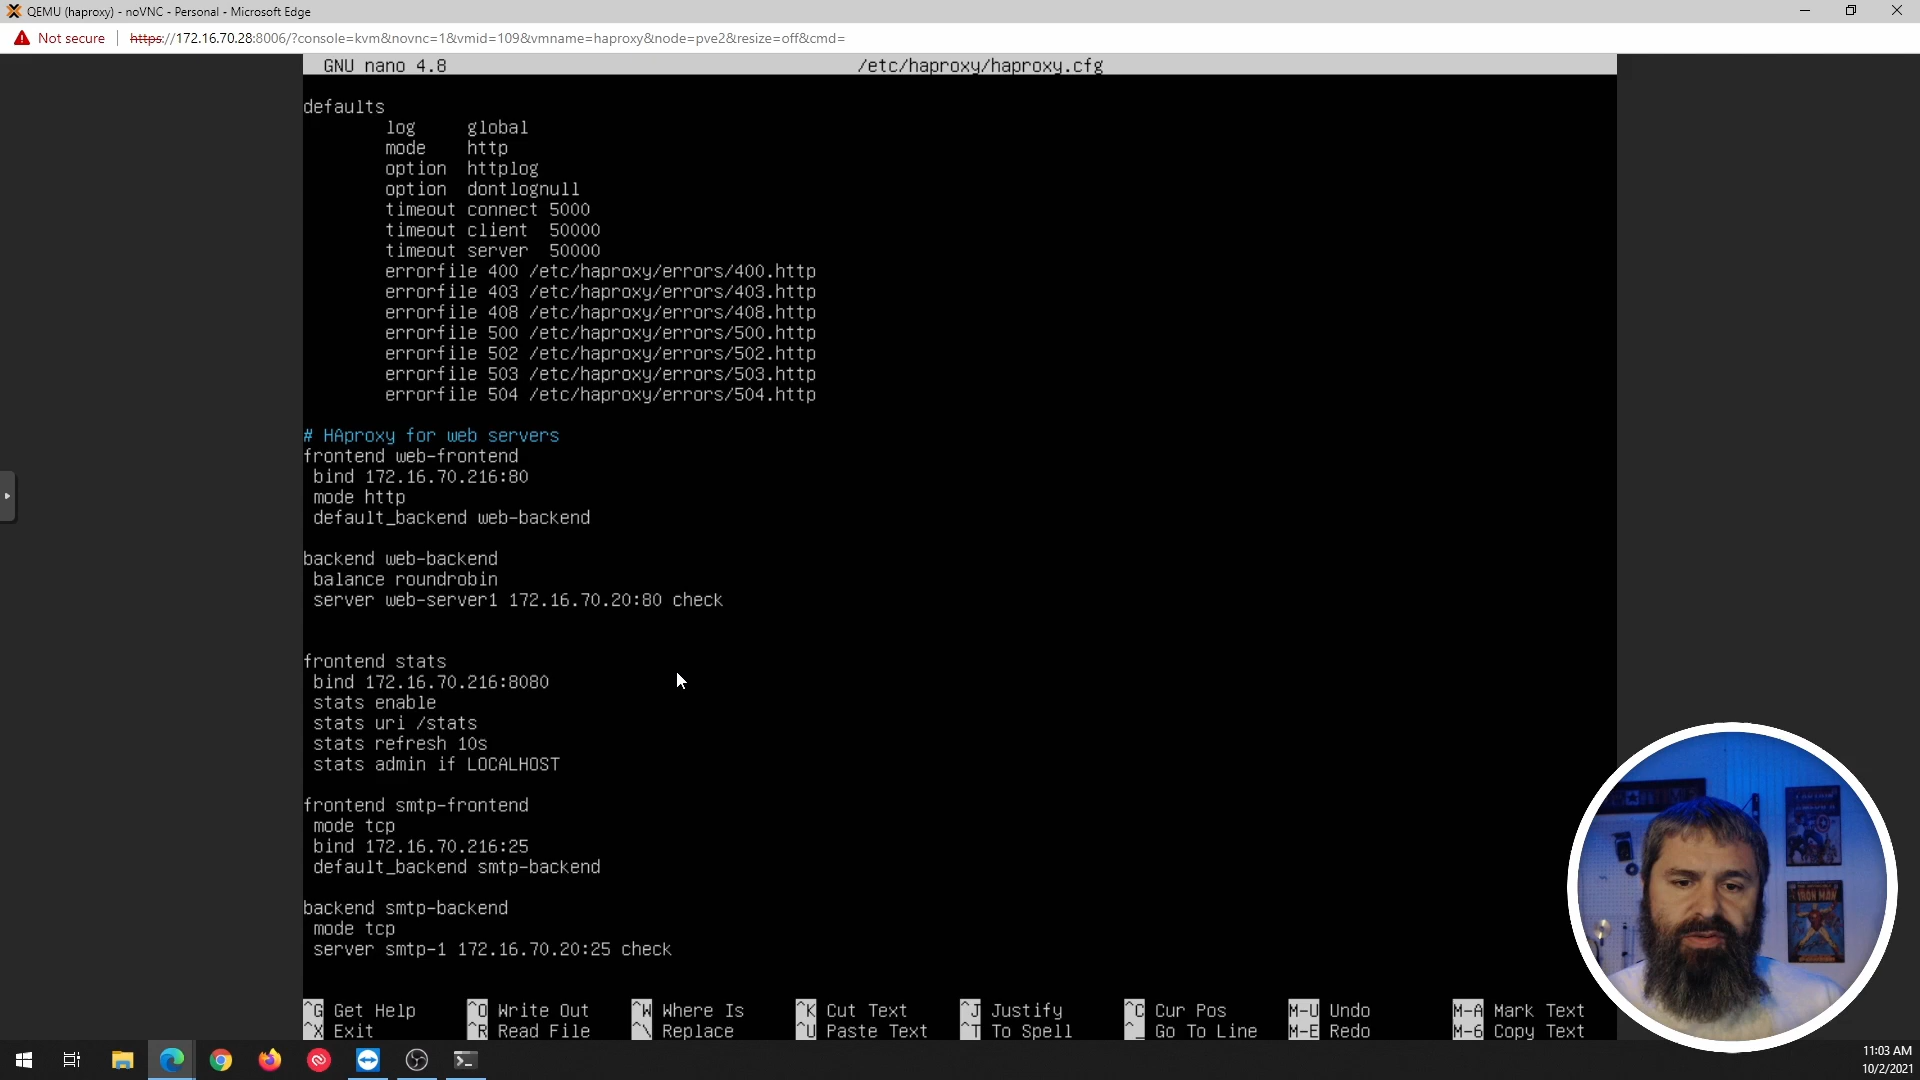 QEMU (haproxy) - noVNC - Personal - Microsoft Edge
Not secure | https://172.16.70.28:8006/?console=kvm&novnc=1&vmid=109&vmname=haproxy&node=pve2&resize=off&cmd=
GNU nano 4.8 /etc/haproxy/haproxy.cfg
defaults
log global
mode http
option httplog
option dontlognull
timeout connect 5000
timeout client 50000
timeout server 50000
errorfile 400 /etc/haproxy/errors/400.http
errorfile 403 /etc/haproxy/errors/403.http
errorfile 408 /etc/haproxy/errors/408.http
errorfile 500 /etc/haproxy/errors/500.http
errorfile 502 /etc/haproxy/errors/502.http
errorfile 503 /etc/haproxy/errors/503.http
errorfile 504 /etc/haproxy/errors/504.http
# HAproxy for web servers
frontend web-frontend
bind 172.16.70.216:80
mode http
default_backend web-backend
backend web-backend
balance roundrobin
server web-server1 172.16.70.20:80 check
frontend stats
bind 172.16.70.216:8080
stats enable
stats uri /stats
stats refresh 10s
stats admin if LOCALHOST
frontend smtp-frontend
mode tcp
bind 172.16.70.216:25
default_backend smtp-backend
backend smtp-backend
mode tcp
server smtp-1 172.16.70.20:25 check
^G Get Help ^O Write Out ^W Where Is ^K Cut Text ^J Justify ^C Cur Pos M-U Undo M-A Mark Text
^X Exit ^R Read File ^\ Replace ^U Paste Text ^T To Spell ^_ Go To Line M-E Redo M-6 Copy Text
IRON MAN
11:03 AM
10/2/2021